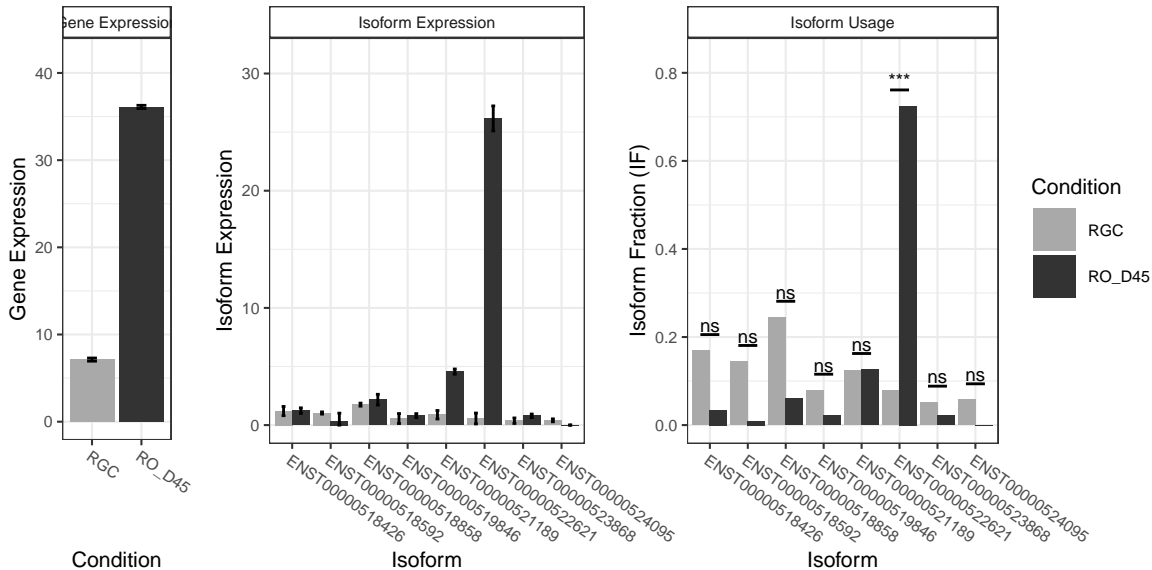 Gene Expression
Gene Expression
40
30
20
10
0
RGC
RO_D45
Condition
Isoform Expression
Isoform Expression
30
20
10
0
ENST00000518426
ENST00000518592
ENST00000518858
ENST00000519846
ENST00000521189
ENST00000522621
ENST00000523868
ENST00000524095
Isoform
Isoform Usage
Isoform Fraction (IF)
0.8
0.6
0.4
0.2
0.0
ns
ns
ns
ns
ns
***
ns
ns
ENST00000518426
ENST00000518592
ENST00000518858
ENST00000519846
ENST00000521189
ENST00000522621
ENST00000523868
ENST00000524095
Isoform
Condition
RGC
RO_D45